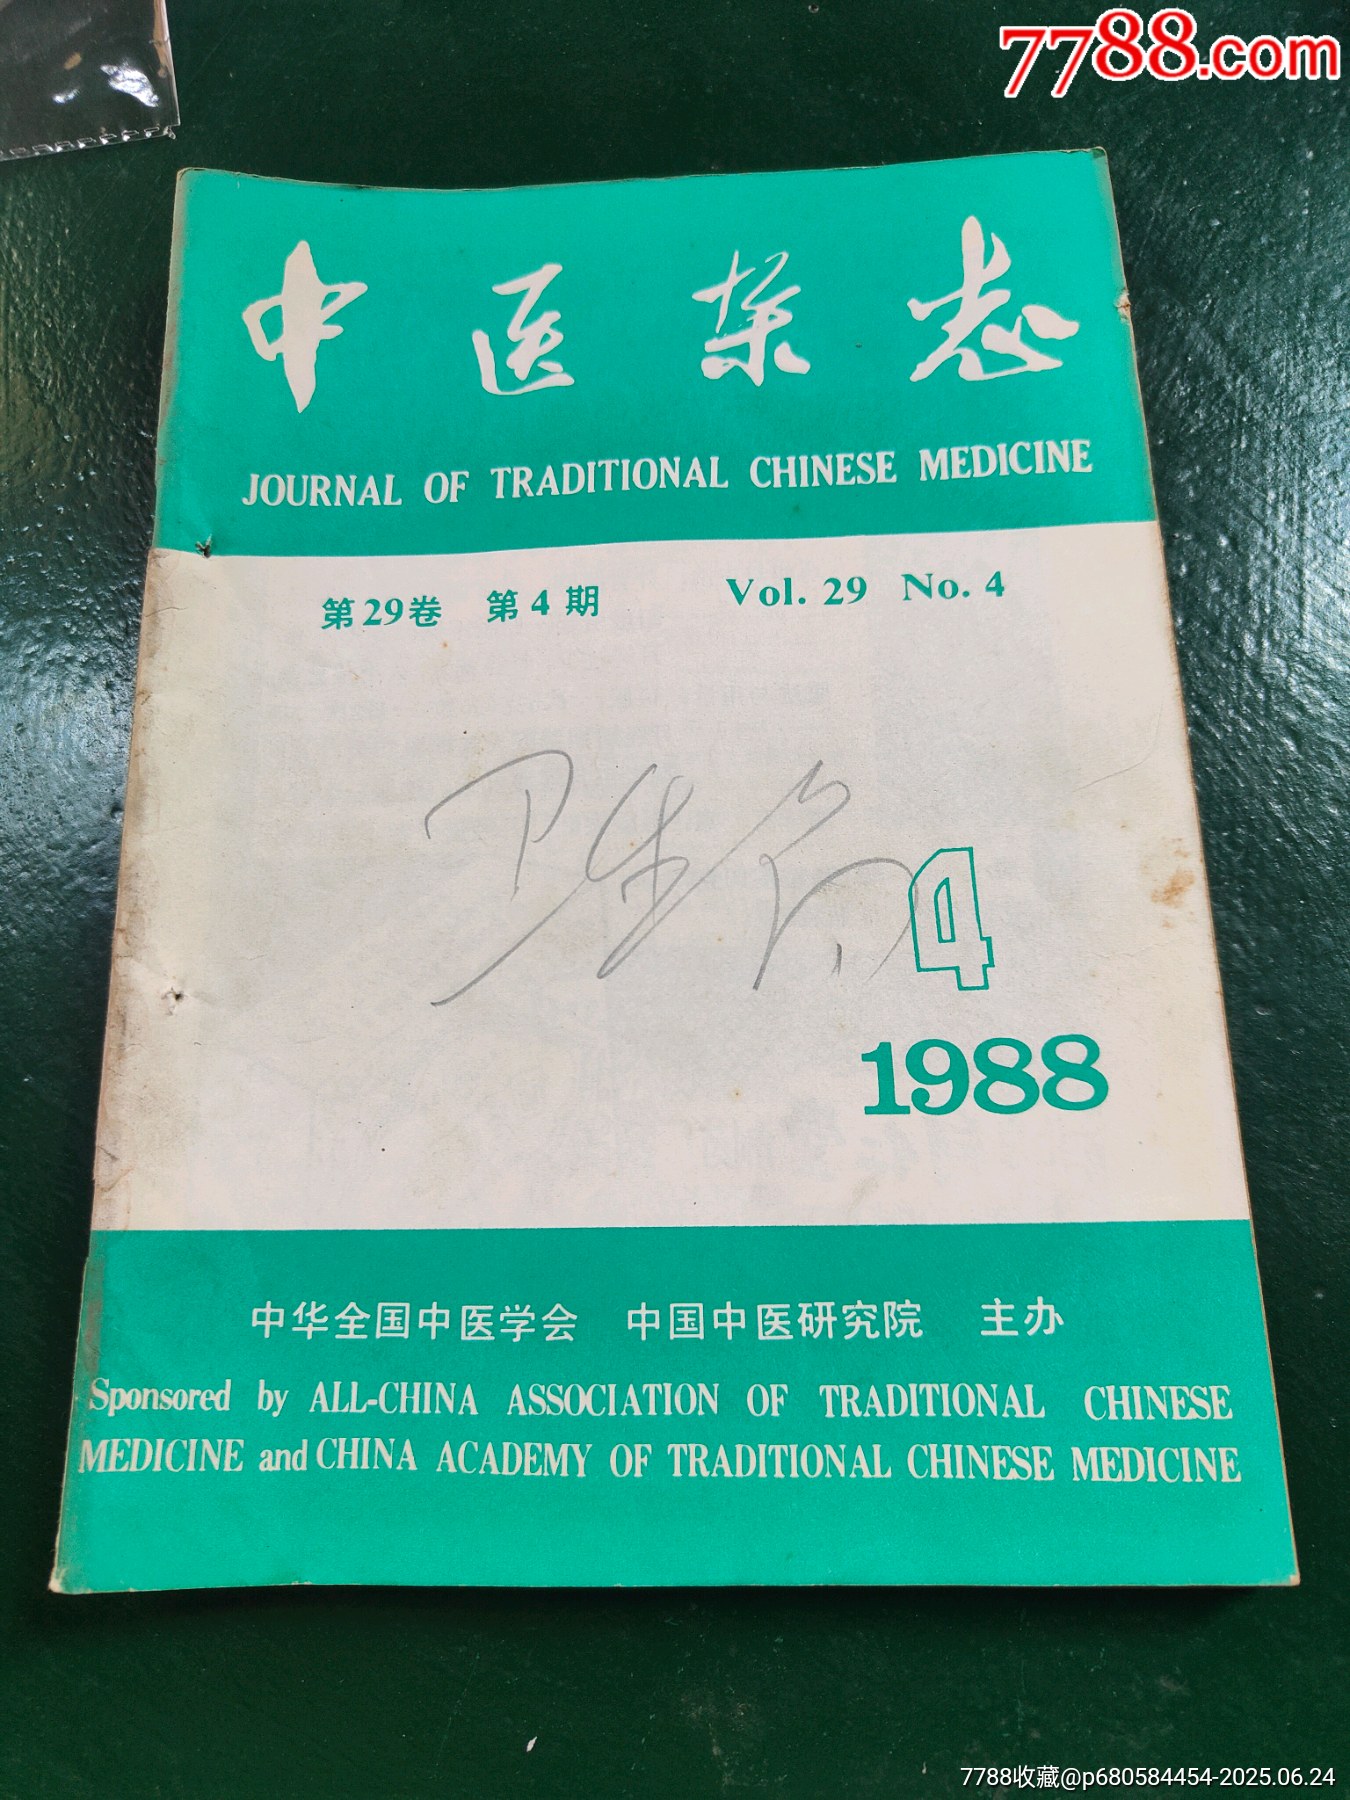 7788.com
中医杂志
JOURNAL OF TRADITIONAL CHINESE MEDICINE
第29卷 第4期 Vol. 29 No. 4
卫生
4
1988
中华全国中医学会 中国中医研究院 主办
Sponsored by ALL-CHINA ASSOCIATION OF TRADITIONAL CHINESE
MEDICINE and CHINA ACADEMY OF TRADITIONAL CHINESE MEDICINE
7788收藏@p680584454-2025.06.24